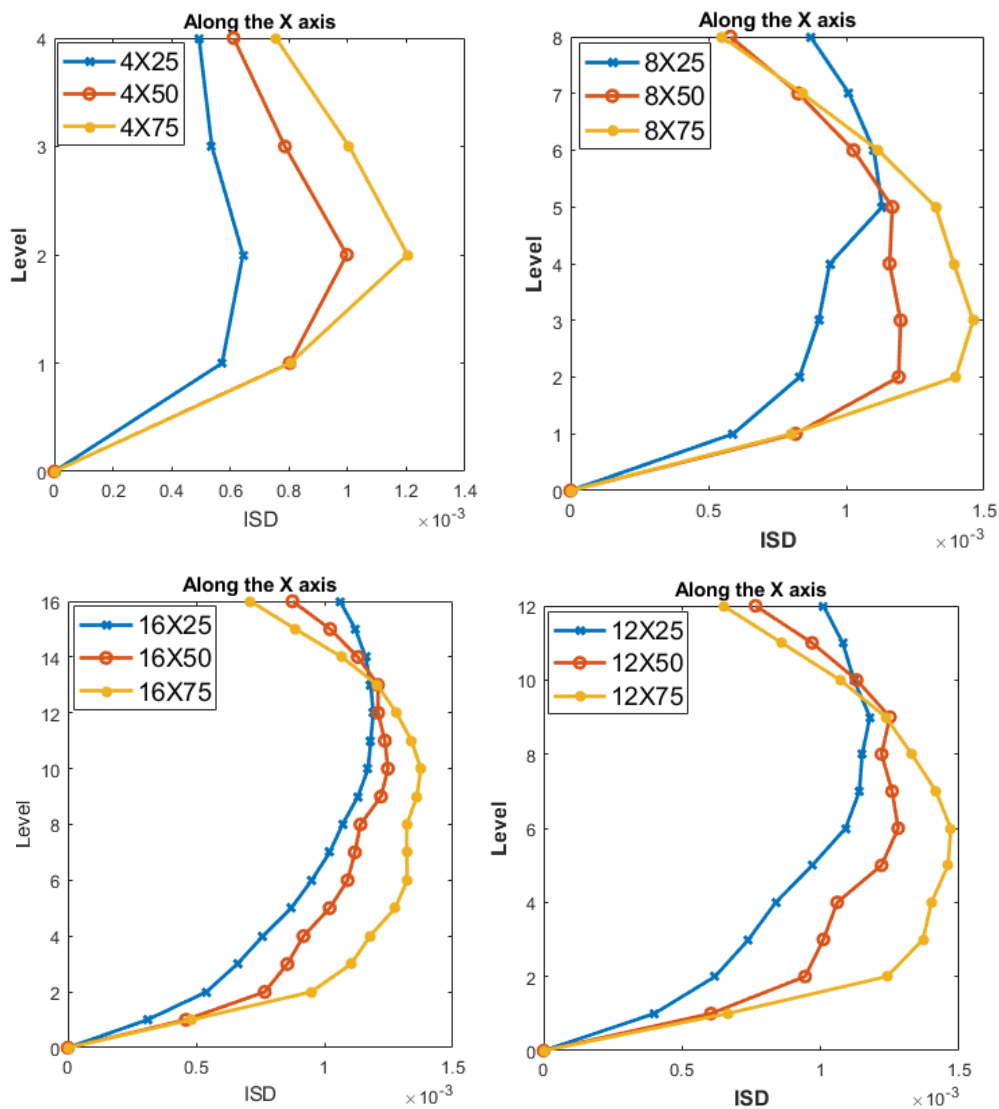 Along the X axis
4
3
2
1
0
Level
4X25
4X50
4X75
0 0.2 0.4 0.6 0.8 1 1.2 1.4
ISD
×10⁻³
Along the X axis
8
7
6
5
4
3
2
1
0
Level
8X25
8X50
8X75
0 0.5 1 1.5
ISD
×10⁻³
Along the X axis
16
14
12
10
8
6
4
2
0
Level
16X25
16X50
16X75
0 0.5 1 1.5
ISD
×10⁻³
Along the X axis
12
10
8
6
4
2
0
Level
12X25
12X50
12X75
0 0.5 1 1.5
ISD
×10⁻³